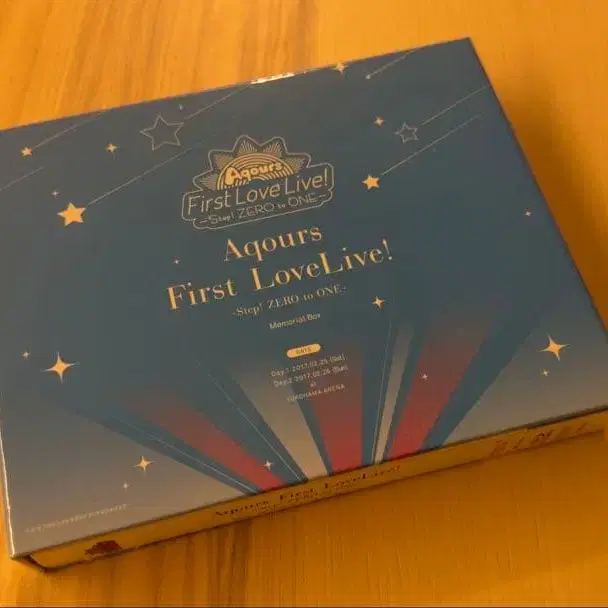 Aqours
First LoveLive!
~Step! ZERO to ONE~
Aqours
First LoveLive!
~Step! ZERO to ONE~
Memorial Box
DATE
Day.1 2017.02.25 (Sat)
Day.2 2017.02.26 (Sun)
at
YOKOHAMA ARENA
Aqours First LoveLive!